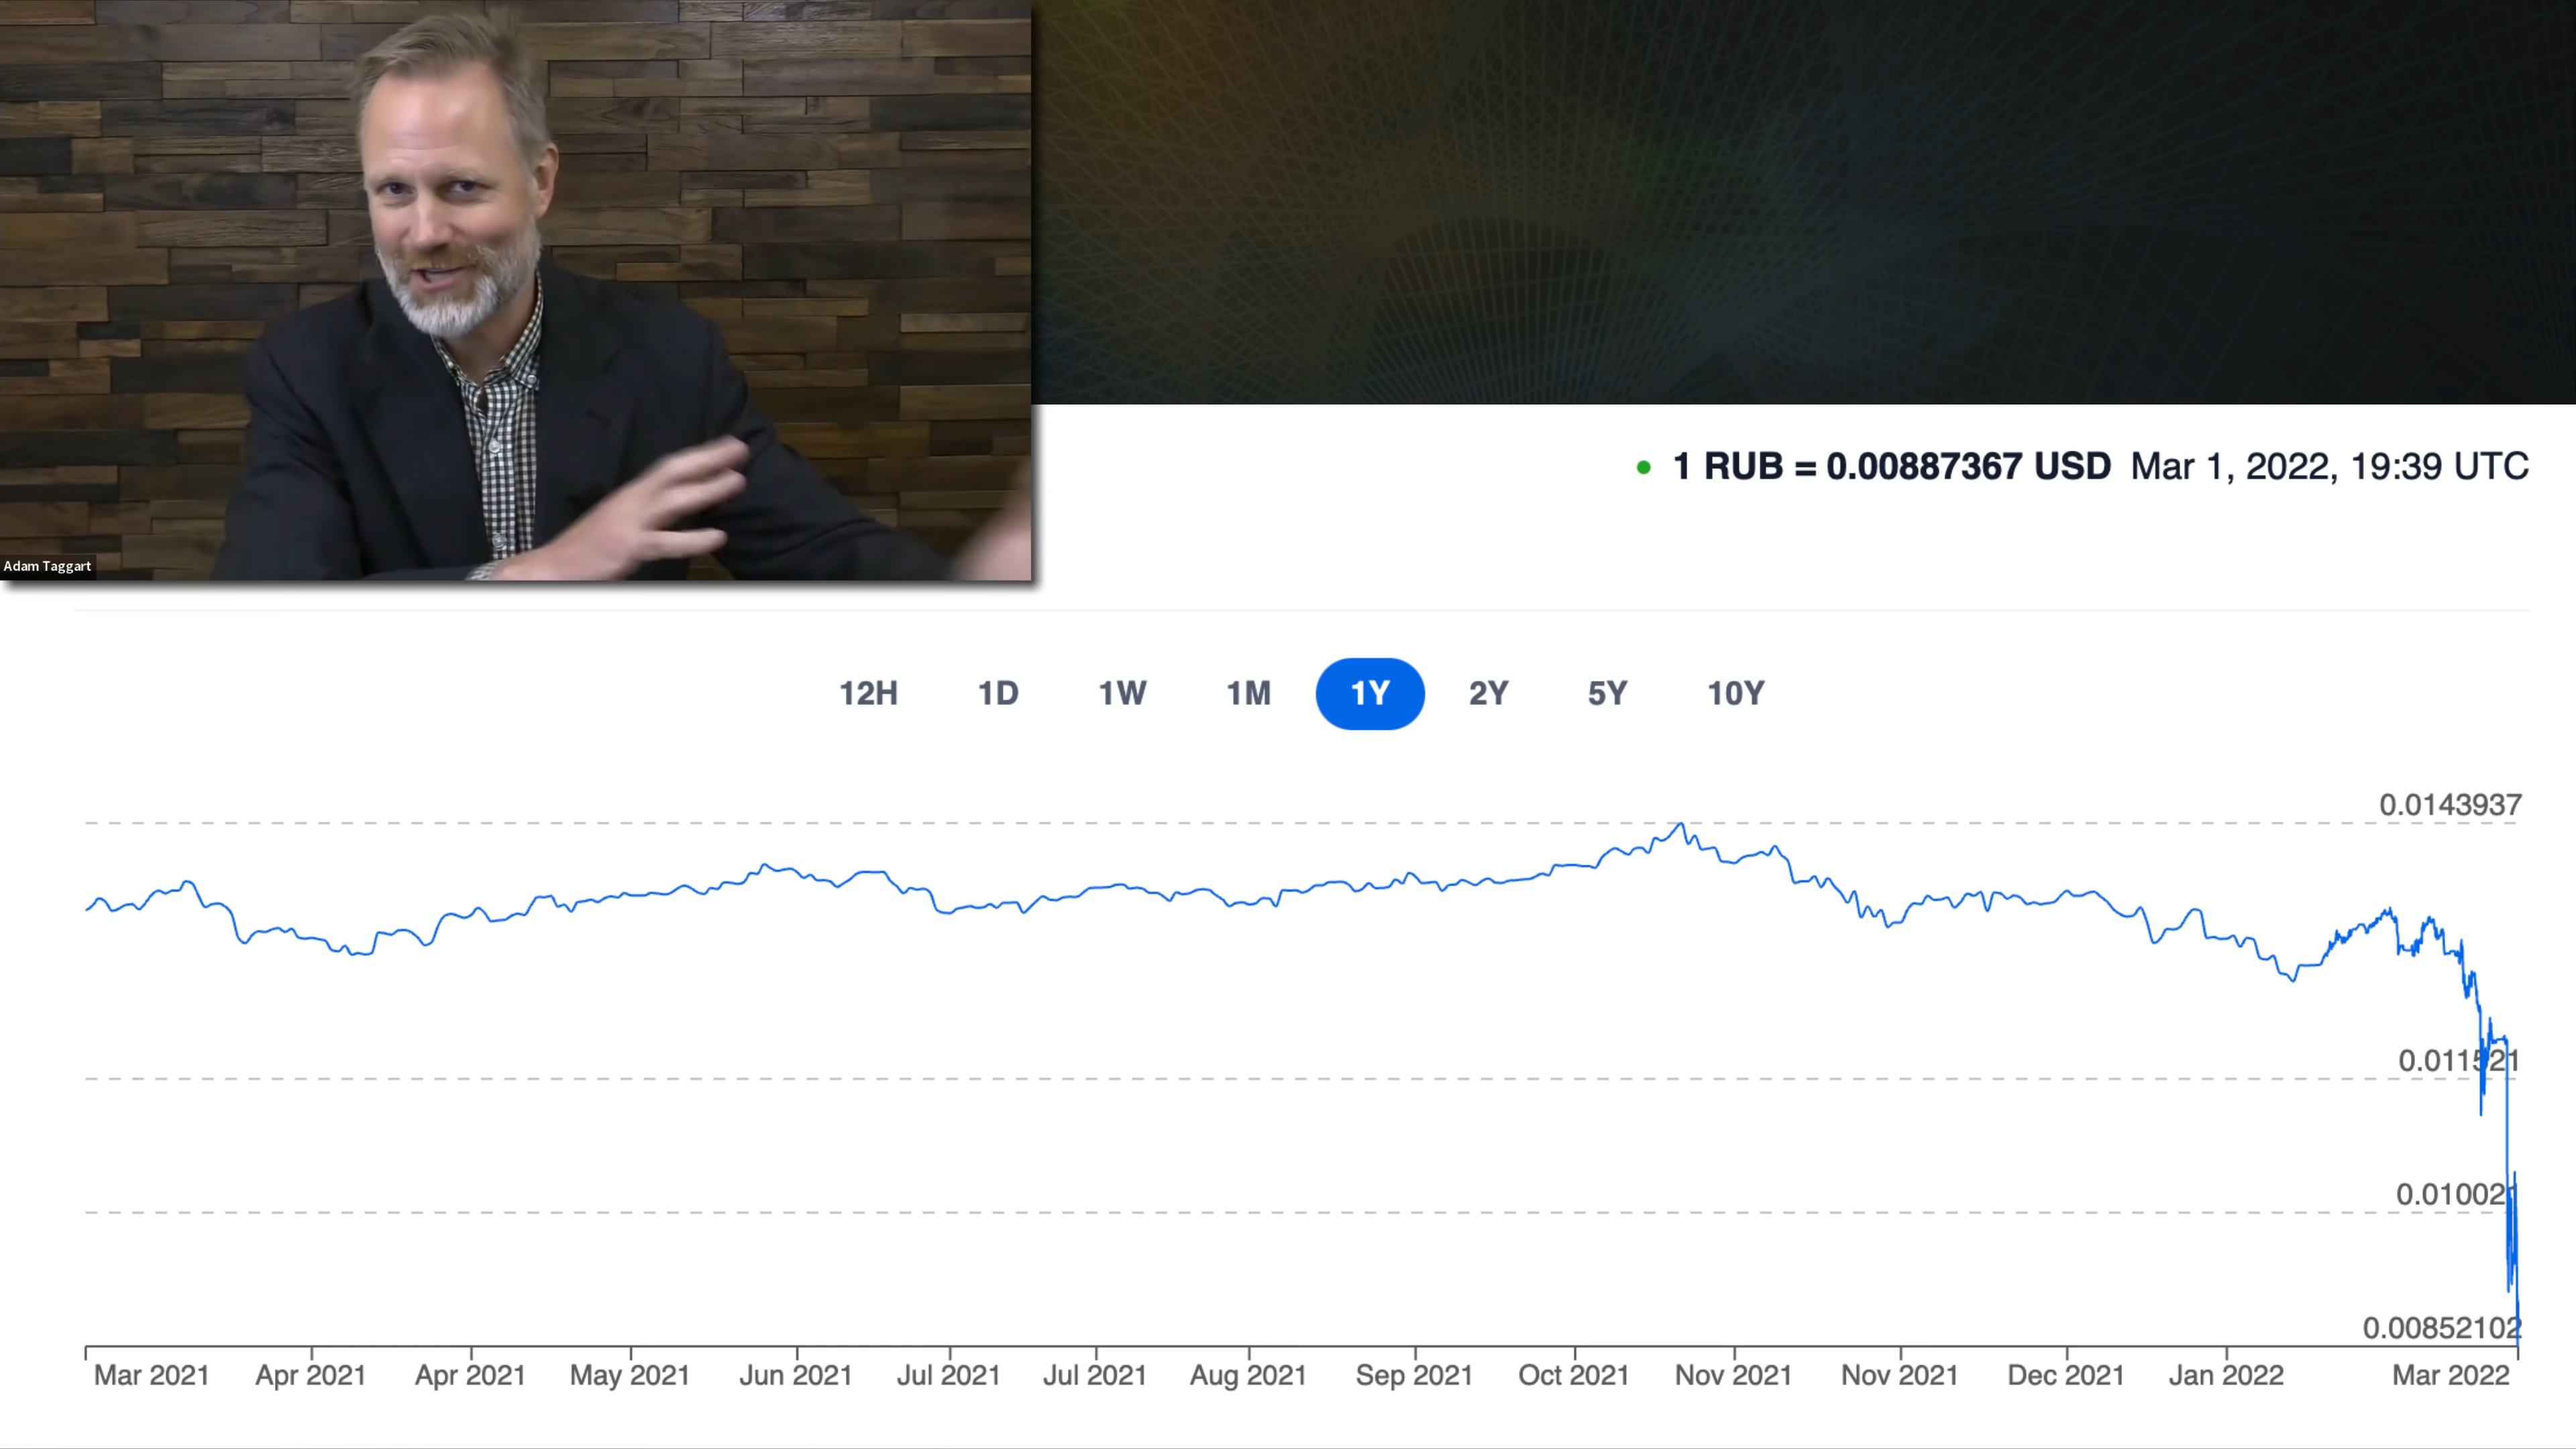 Adam Taggart
1 RUB = 0.00887367 USD Mar 1, 2022, 19:39 UTC
12H 1D 1W 1M 1Y 2Y 5Y 10Y
0.0143937
0.011521
0.010021
0.00852102
Mar 2021 Apr 2021 Apr 2021 May 2021 Jun 2021 Jul 2021 Jul 2021 Aug 2021 Sep 2021 Oct 2021 Nov 2021 Nov 2021 Dec 2021 Jan 2022 Mar 2022